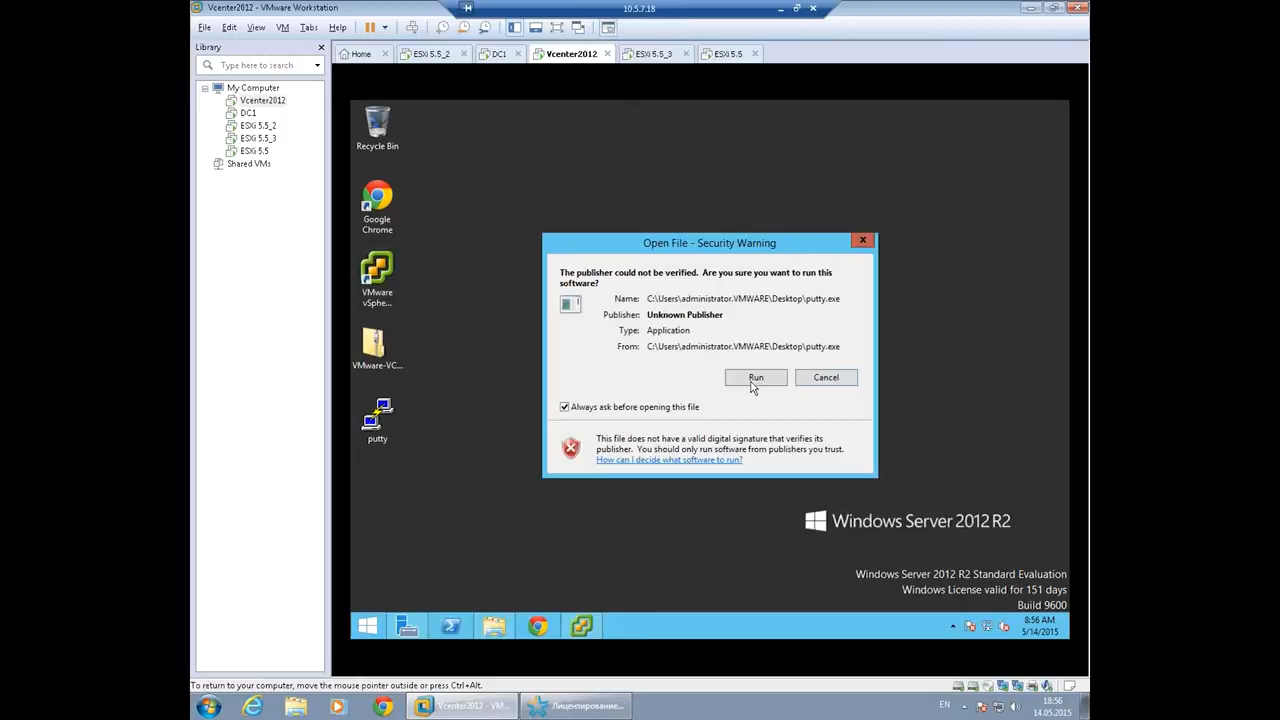 Vcenter2012 - VMware Workstation
10.5.7.18
File Edit View VM Tabs Help
Library
Home
ESXi 5.5_2
DC1
Vcenter2012
ESXi 5.5_3
ESXi 5.5
Type here to search
My Computer
Vcenter2012
DC1
ESXi 5.5_2
ESXi 5.5_3
ESXi 5.5
Shared VMs
Recycle Bin
Google
Chrome
VMware
vSphe...
VMware-VC...
putty
Open File - Security Warning
The publisher could not be verified. Are you sure you want to run this
software?
Name: C:\Users\administrator.VMWARE\Desktop\putty.exe
Publisher: Unknown Publisher
Type: Application
From: C:\Users\administrator.VMWARE\Desktop\putty.exe
Run
Cancel
Always ask before opening this file
This file does not have a valid digital signature that verifies its
publisher. You should only run software from publishers you trust.
How can I decide what software to run?
Windows Server 2012 R2
Windows Server 2012 R2 Standard Evaluation
Windows License valid for 151 days
Build 9600
8:56 AM
5/14/2015
To return to your computer, move the mouse pointer outside or press Ctrl+Alt.
Vcenter2012 - VM...
Лицензирование...
EN
18:56
14.05.2015